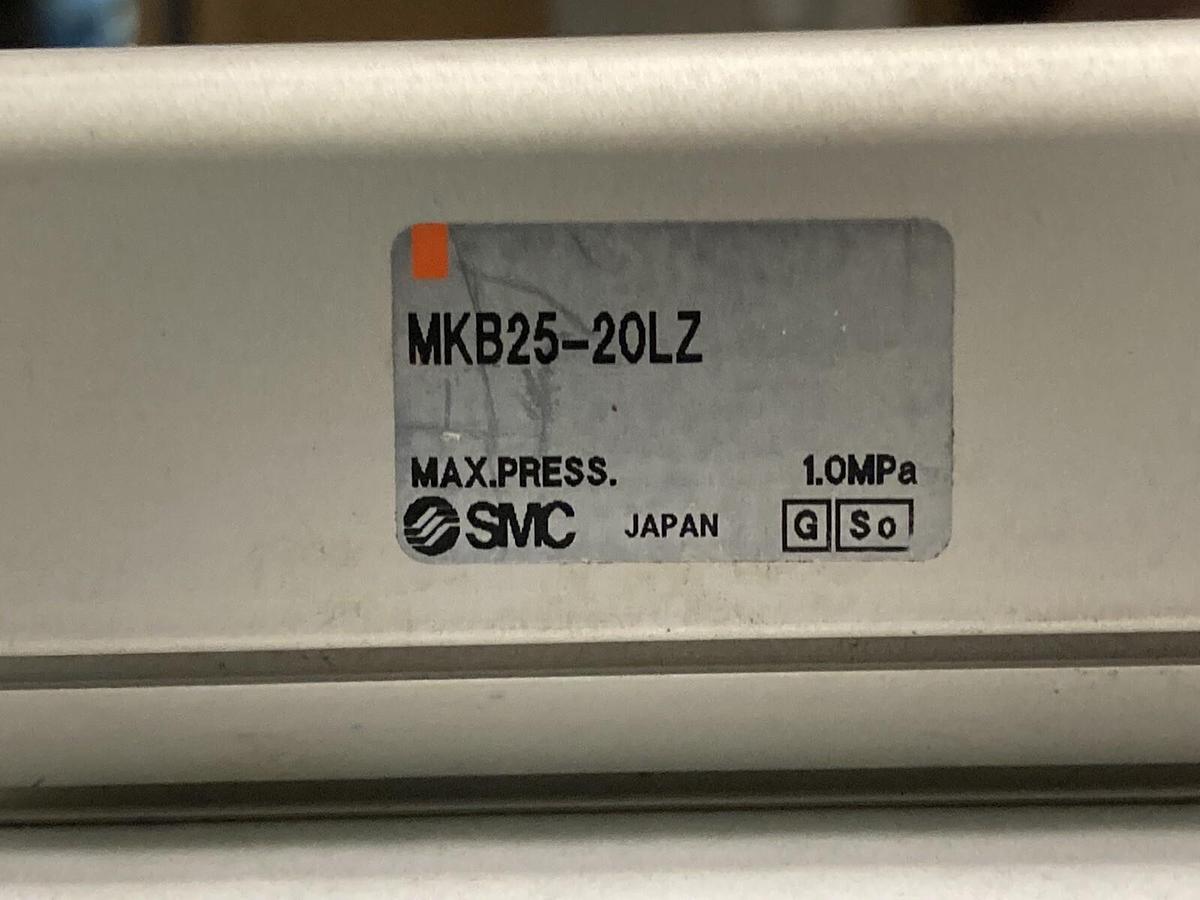 MKB25-20LZ
MAX.PRESS. 1.0MPa
SMC JAPAN G So